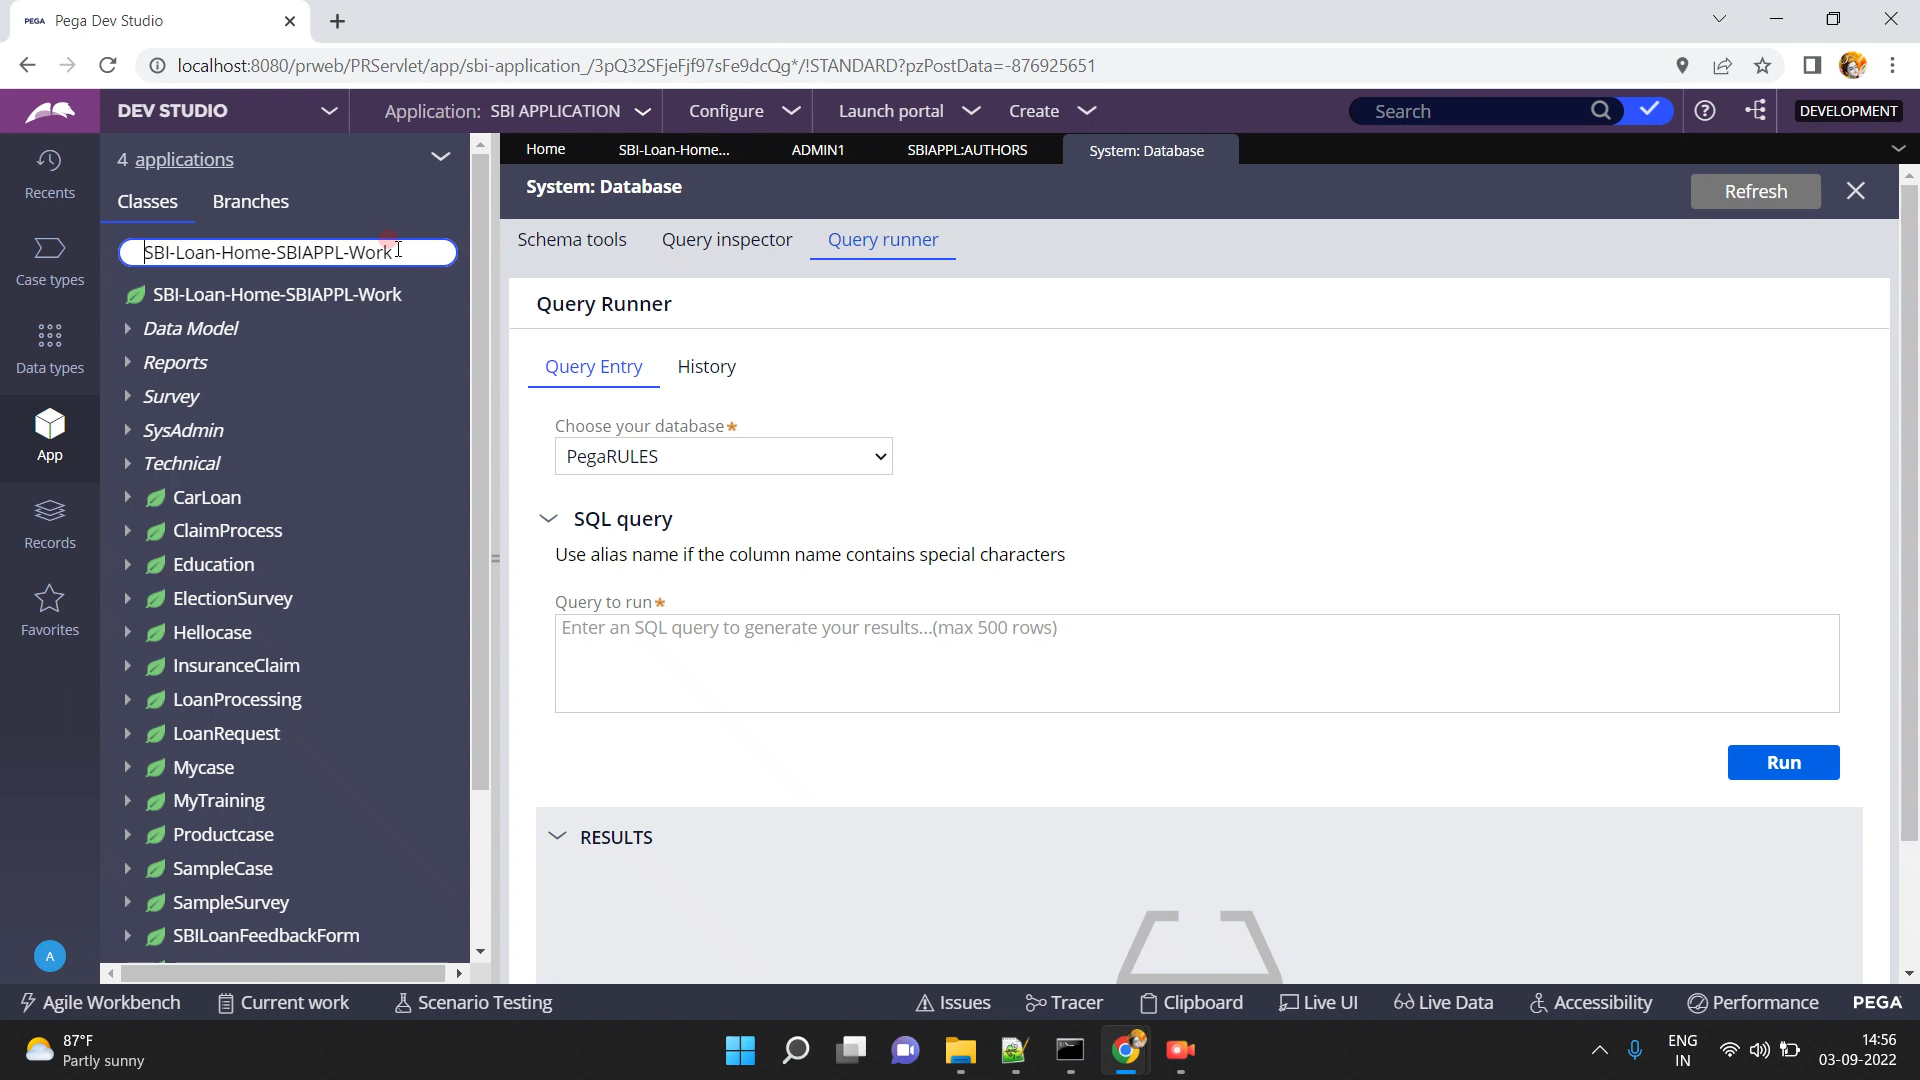 PEGA Pega Dev Studio
localhost:8080/prweb/PRServlet/app/sbi-application_/3pQ32SFjeFjf97sFe9dcQg*/!STANDARD?pzPostData=-876925651
DEV STUDIO
Application: SBI APPLICATION
Configure
Launch portal
Create
Search
DEVELOPMENT
Recents
Case types
Data types
App
Records
Favorites
A
4 applications
Classes Branches
SBI-Loan-Home-SBIAPPL-Work
SBI-Loan-Home-SBIAPPL-Work
Data Model
Reports
Survey
SysAdmin
Technical
CarLoan
ClaimProcess
Education
ElectionSurvey
Hellocase
InsuranceClaim
LoanProcessing
LoanRequest
Mycase
MyTraining
Productcase
SampleCase
SampleSurvey
SBILoanFeedbackForm
Home SBI-Loan-Home... ADMIN1 SBIAPPL:AUTHORS System: Database
System: Database
Refresh
Schema tools Query inspector Query runner
Query Runner
Query Entry History
Choose your database*
PegaRULES
SQL query
Use alias name if the column name contains special characters
Query to run*
Enter an SQL query to generate your results...(max 500 rows)
Run
RESULTS
Agile Workbench Current work Scenario Testing Issues Tracer Clipboard Live UI Live Data Accessibility Performance PEGA
87°F
Partly sunny
ENG
IN
14:56
03-09-2022